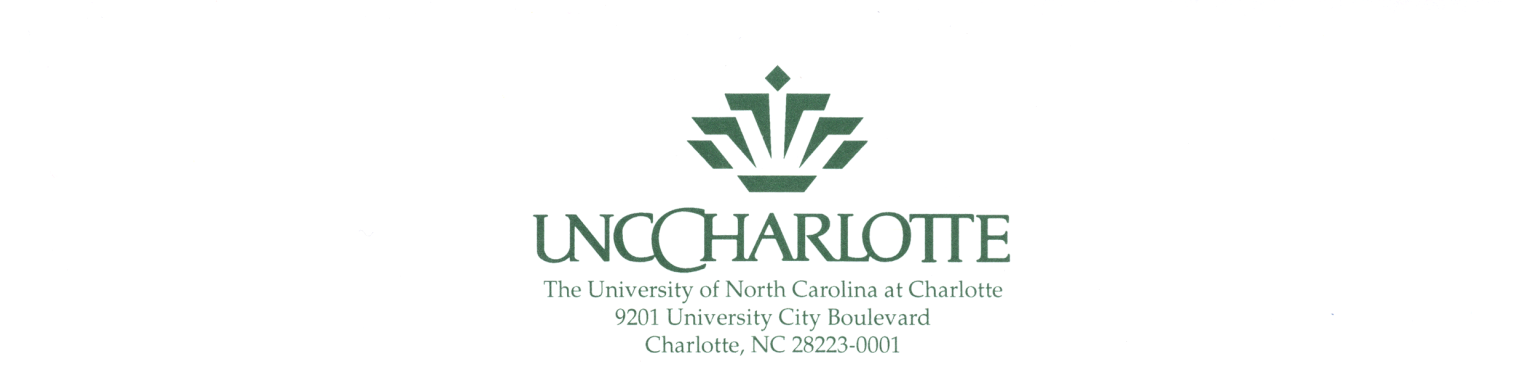 UNCCHARLOTTE
The University of North Carolina at Charlotte
9201 University City Boulevard
Charlotte, NC 28223-0001